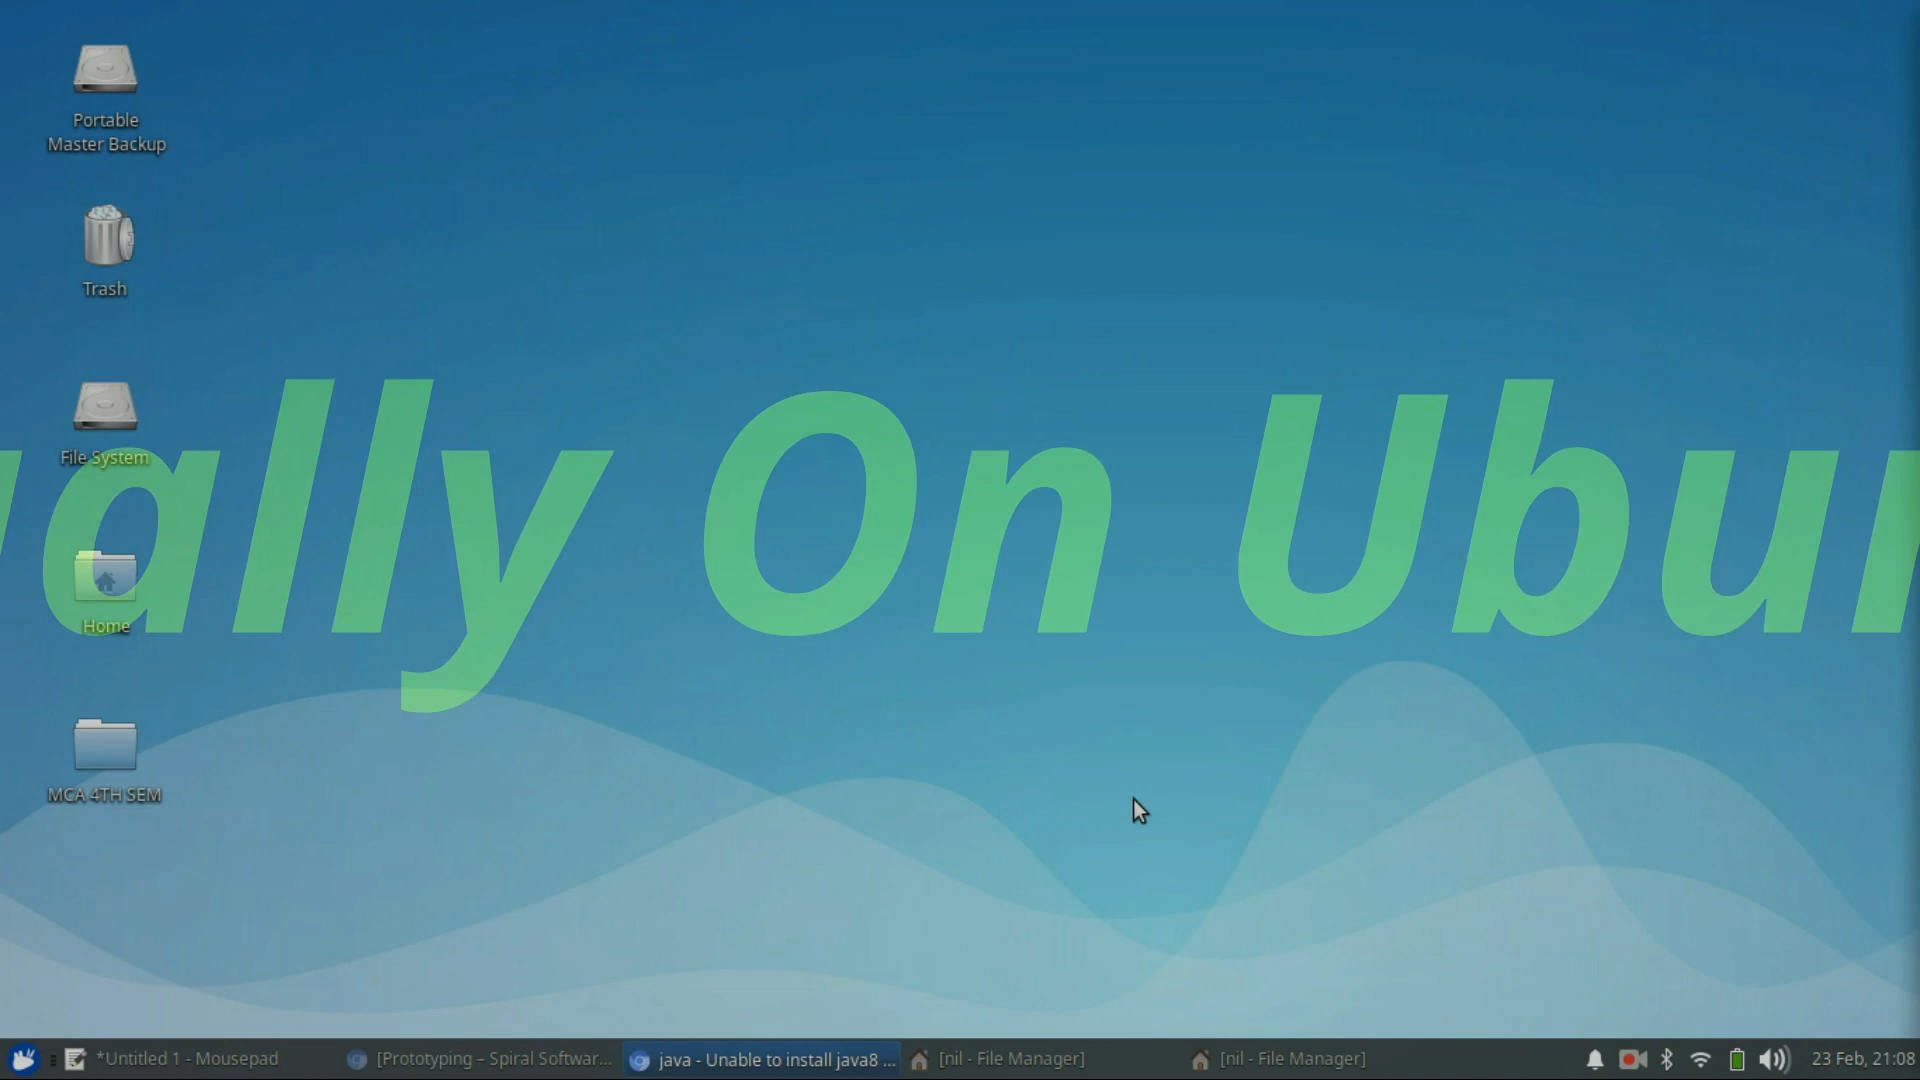 Portable
Master Backup
Trash
File System
ally On Ubu
Home
MCA 4TH SEM
*Untitled 1 - Mousepad
[Prototyping – Spiral Softwar...
java - Unable to install java8 ...
[nil - File Manager]
[nil - File Manager]
23 Feb, 21:08